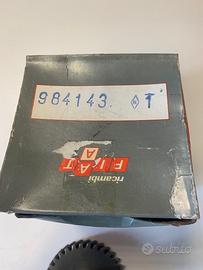 984143. T
ricambi
FIAT
A
subito